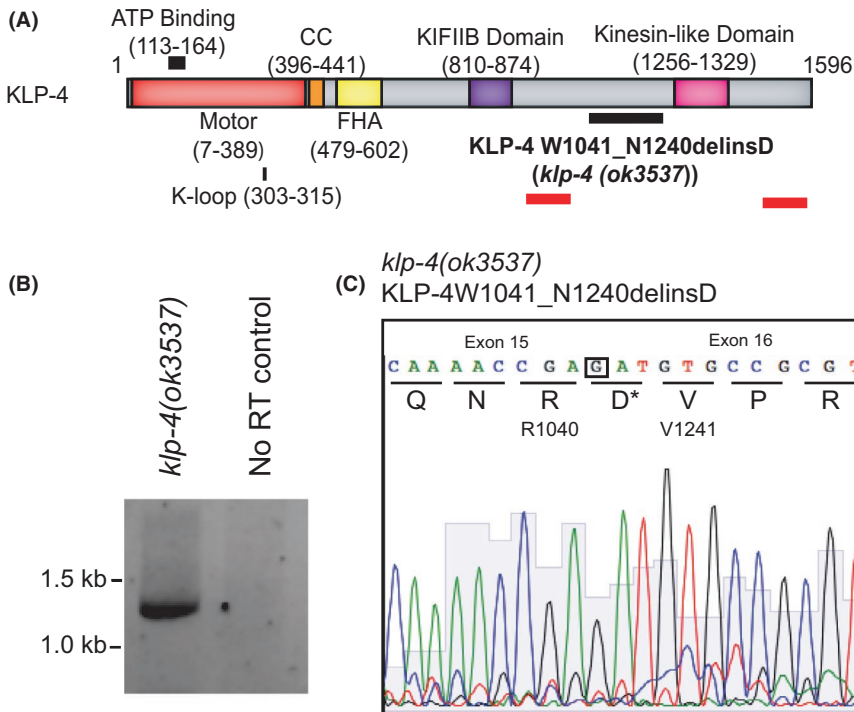 (A)
ATP Binding
(113-164)
CC
(396-441)
KIFIIB Domain
(810-874)
Kinesin-like Domain
(1256-1329)
1
1596
KLP-4
Motor
(7-389)
FHA
(479-602)
K-loop (303-315)
KLP-4 W1041_N1240delinsD
(klp-4 (ok3537))
(B)
klp-4(ok3537)
No RT control
1.5 kb
1.0 kb
(C)
klp-4(ok3537)
KLP-4W1041_N1240delinsD
Exon 15 Exon 16
C A A A C C G A G A T G T G C C G C G T
Q N R D* V P R
R1040 V1241